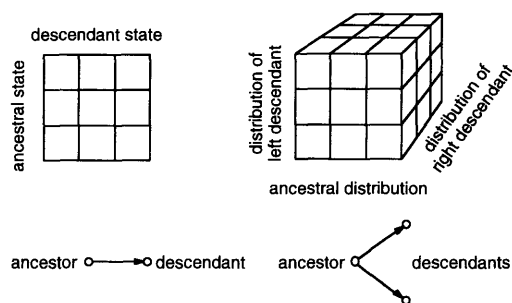 descendant state
ancestral state
distribution of
left descendant
distribution of
right descendant
ancestral distribution
ancestor
descendant
ancestor
descendants